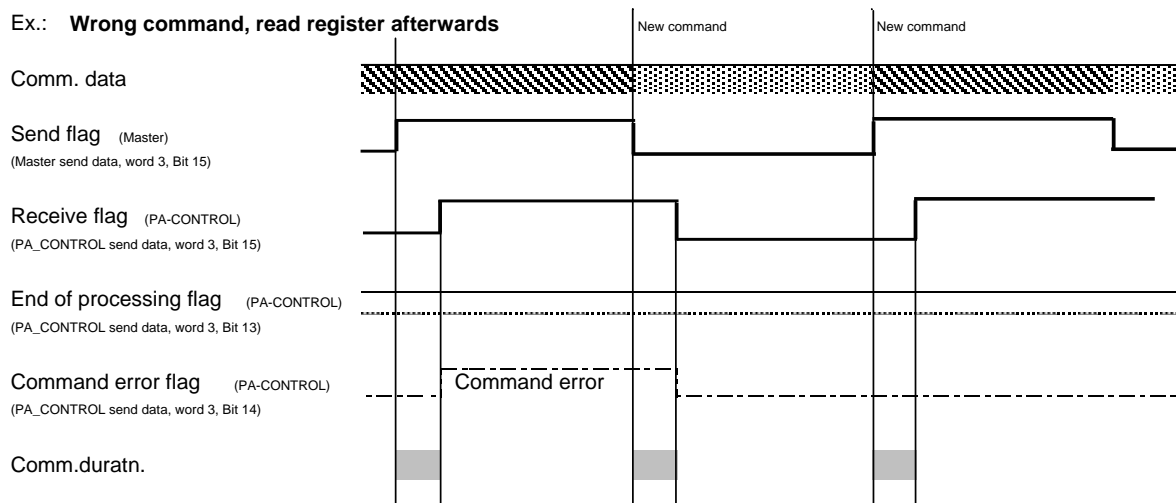 Ex.: Wrong command, read register afterwards
New command
New command
Comm. data
Send flag (Master)
(Master send data, word 3, Bit 15)
Receive flag (PA-CONTROL)
(PA_CONTROL send data, word 3, Bit 15)
End of processing flag (PA-CONTROL)
(PA_CONTROL send data, word 3, Bit 13)
Command error flag (PA-CONTROL)
Command error
(PA_CONTROL send data, word 3, Bit 14)
Comm.duratn.